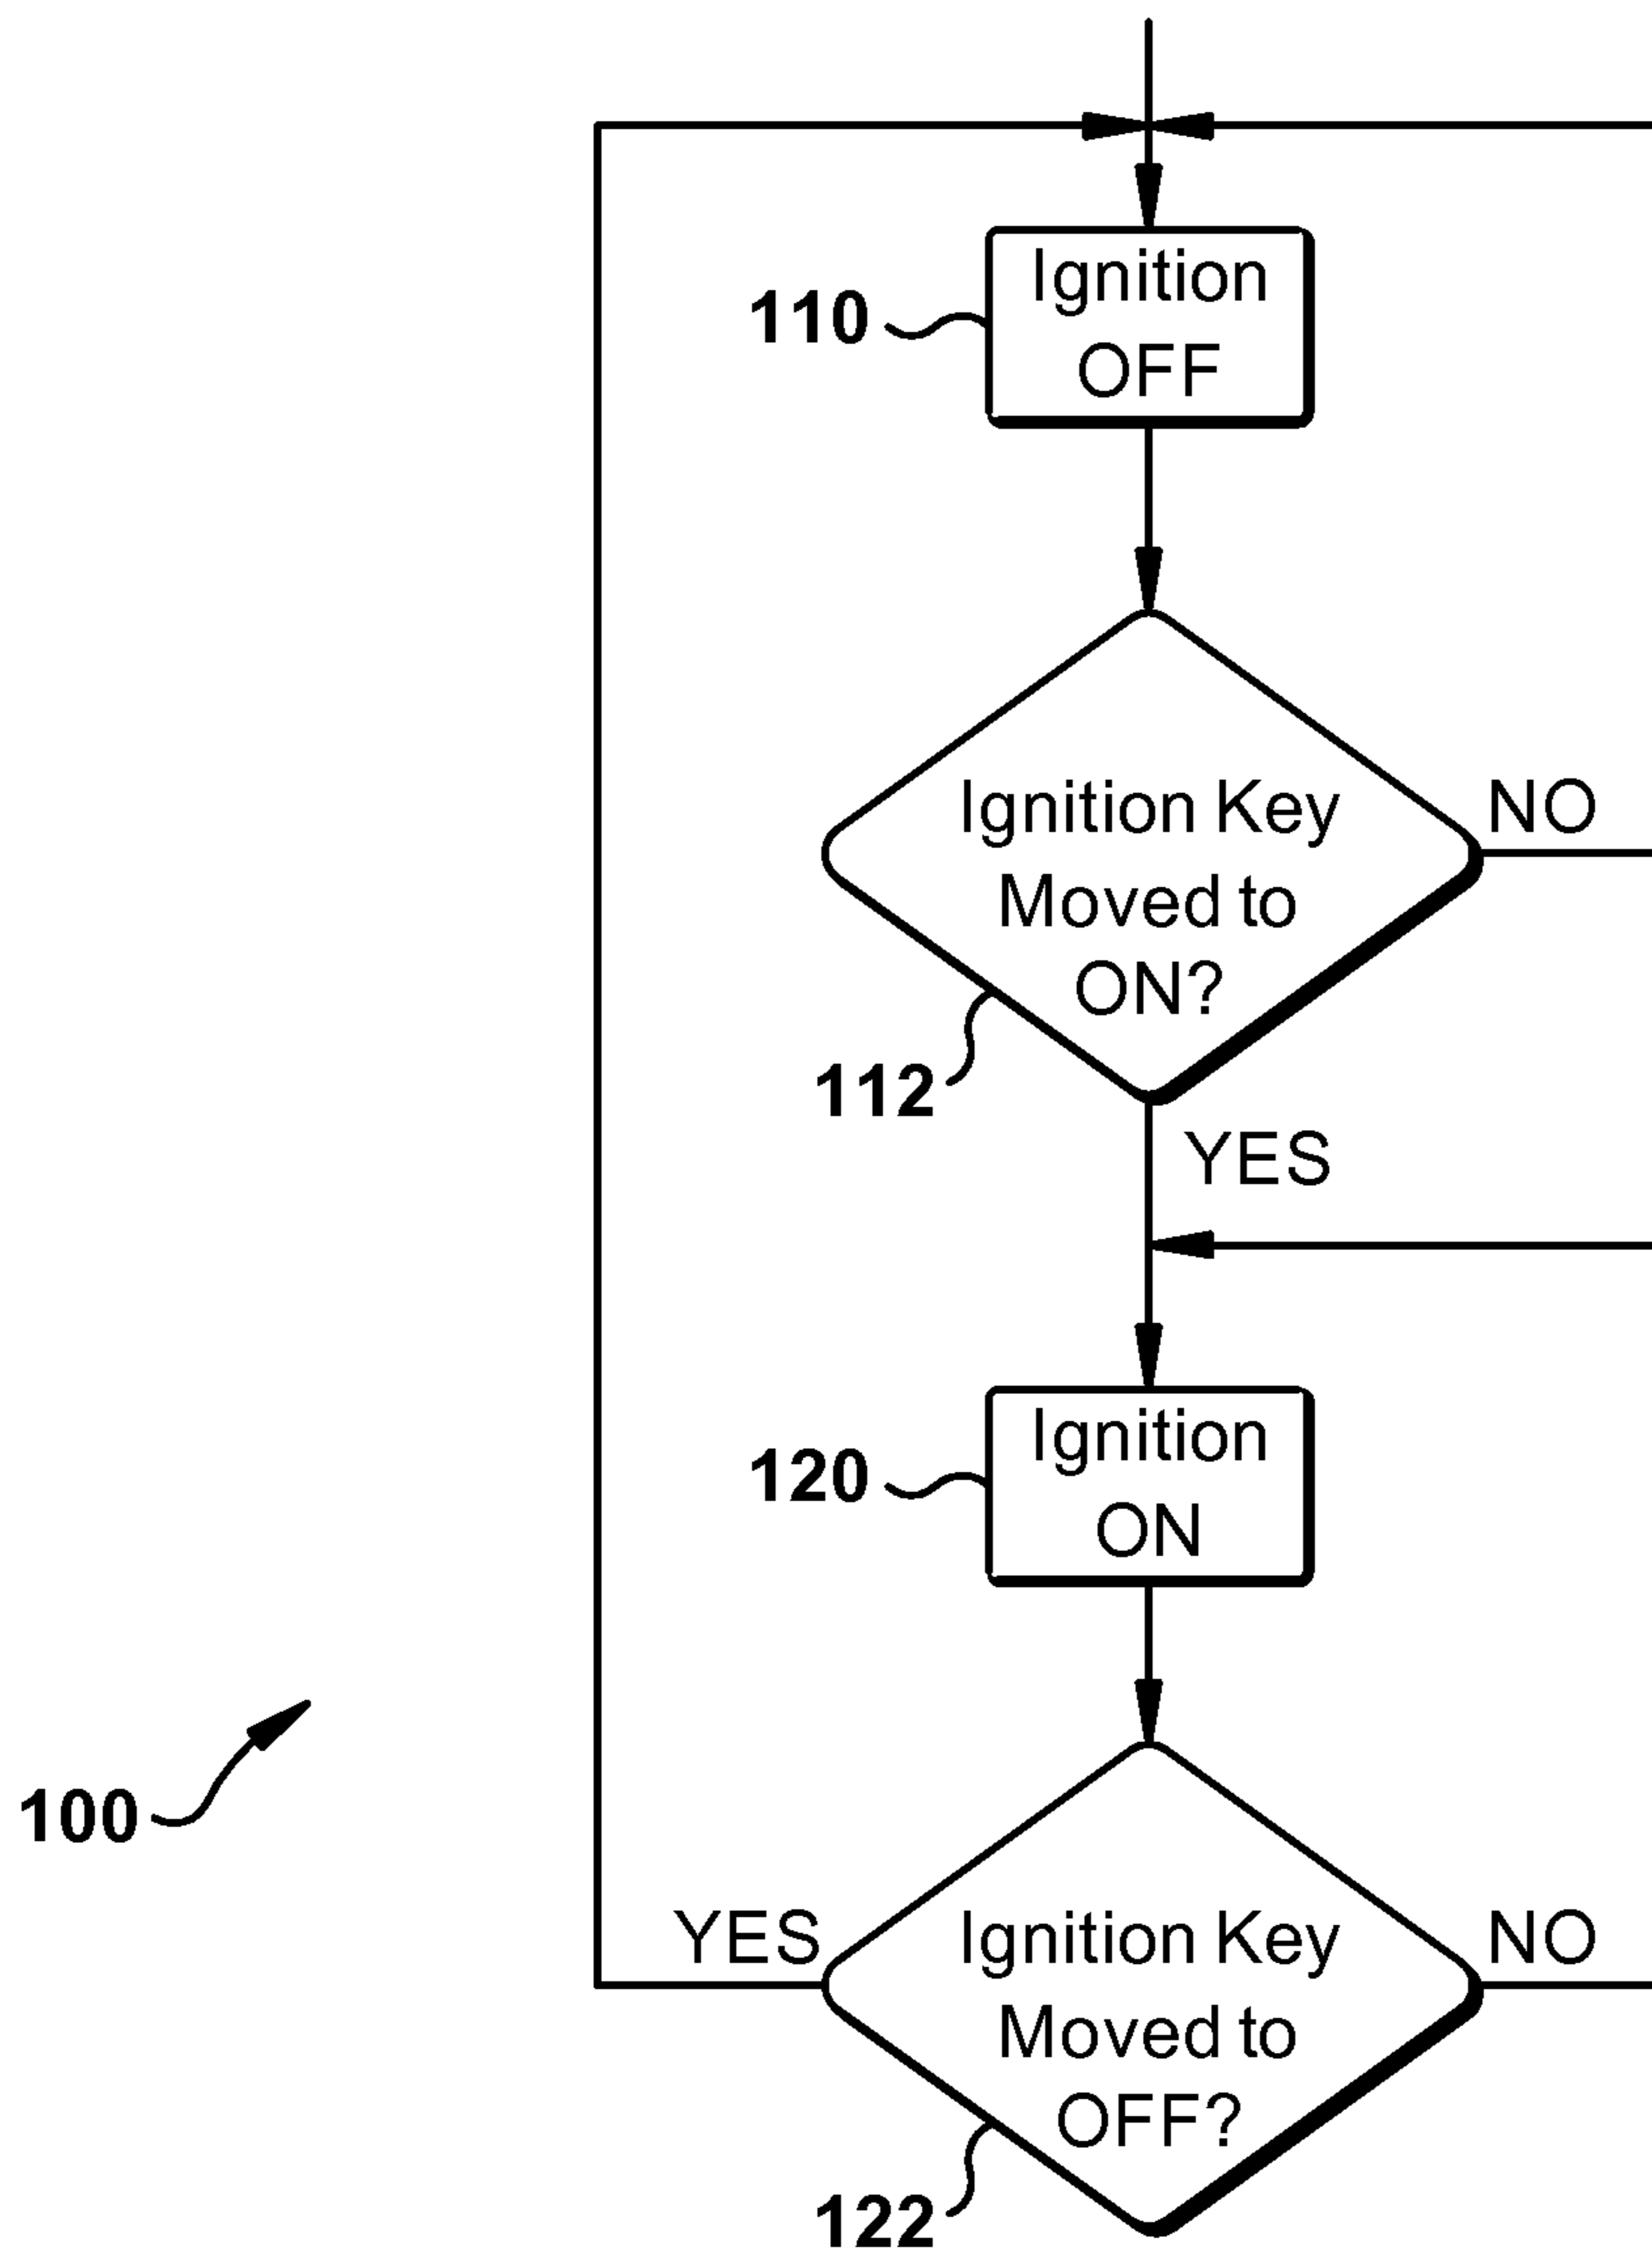 Ignition
OFF
110
Ignition Key
Moved to
ON?
NO
112
YES
Ignition
ON
120
100
YES
Ignition Key
Moved to
OFF?
NO
122